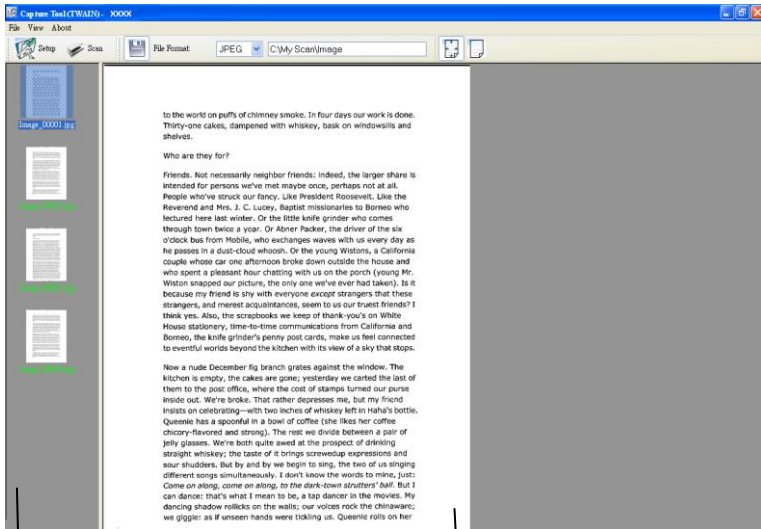 Capture Tool (TWAIN) - XXXX
File View About
Setup Scan File Format: JPEG C:\My Scan\Image
Image_00001.jpg
to the world on puffs of chimney smoke. In four days our work is done.
Thirty-one cakes, dampened with whiskey, bask on windowsills and
shelves.
Who are they for?
Friends. Not necessarily neighbor friends: indeed, the larger share is
intended for persons we've met maybe once, perhaps not at all.
People who've struck our fancy. Like President Roosevelt. Like the
Reverend and Mrs. J. C. Lucey, Baptist missionaries to Borneo who
lectured here last winter. Or the little knife grinder who comes
through town twice a year. Or Abner Packer, the driver of the six
o'clock bus from Mobile, who exchanges waves with us every day as
he passes in a dust-cloud whoosh. Or the young Wistons, a California
couple whose car one afternoon broke down outside the house and
who spent a pleasant hour chatting with us on the porch (young Mr.
Wiston snapped our picture, the only one we've ever had taken). Is it
because my friend is shy with everyone except strangers that these
strangers, and merest acquaintances, seem to us our truest friends? I
think yes. Also, the scrapbooks we keep of thank-you's on White
House stationery, time-to-time communications from California and
Borneo, the knife grinder's penny post cards, make us feel connected
to eventful worlds beyond the kitchen with its view of a sky that stops.
Now a nude December fig branch grates against the window. The
kitchen is empty, the cakes are gone; yesterday we carted the last of
them to the post office, where the cost of stamps turned our purse
inside out. We're broke. That rather depresses me, but my friend
insists on celebrating—with two inches of whiskey left in Haha's bottle.
Queenie has a spoonful in a bowl of coffee (she likes her coffee
chicory-flavored and strong). The rest we divide between a pair of
jelly glasses. We're both quite awed at the prospect of drinking
straight whiskey; the taste of it brings screwedup expressions and
sour shudders. But by and by we begin to sing, the two of us singing
different songs simultaneously. I don't know the words to mine, just:
Come on along, come on along, to the dark-town strutters' ball. But I
can dance: that's what I mean to be, a tap dancer in the movies. My
dancing shadow rollicks on the walls; our voices rock the chinaware;
we giggle: as if unseen hands were tickling us. Queenie rolls on her